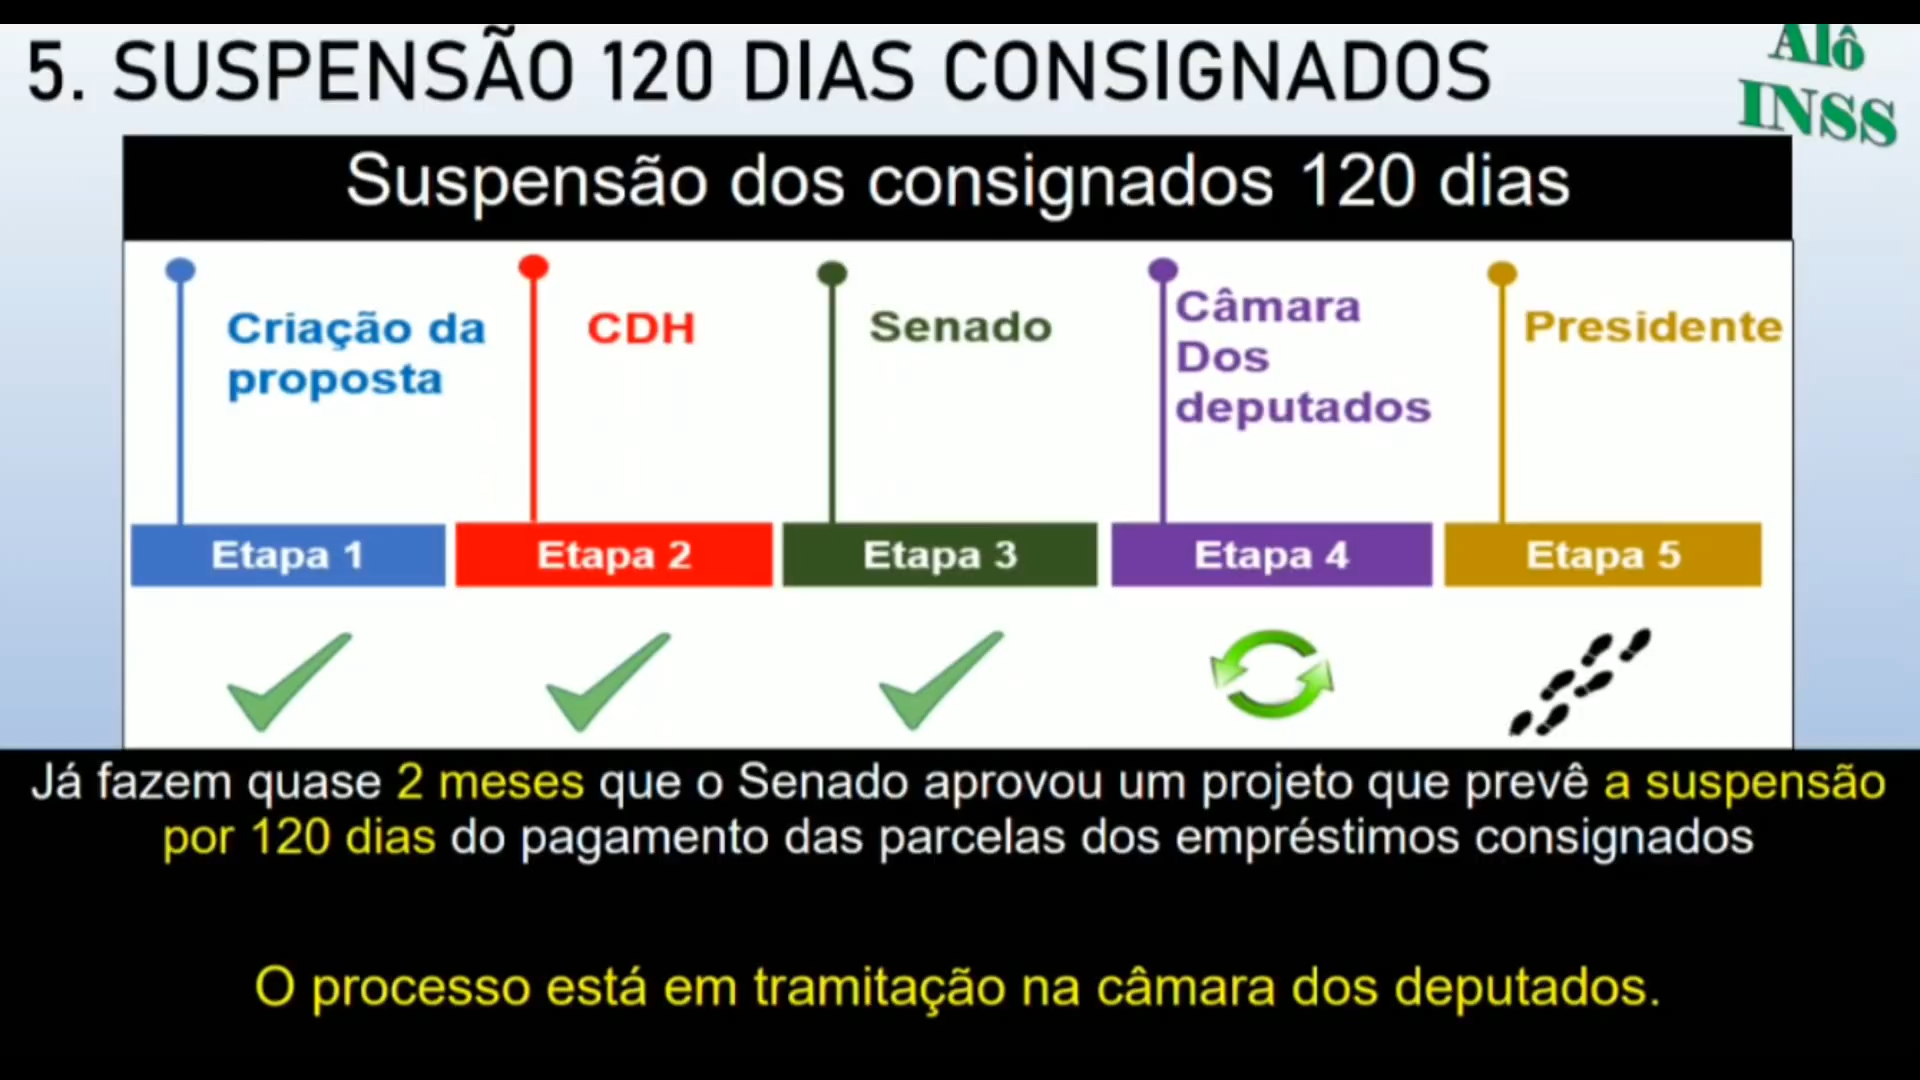 5. SUSPENSÃO 120 DIAS CONSIGNADOS
Alô
INSS
Suspensão dos consignados 120 dias
Criação da
proposta
CDH
Senado
Câmara
Dos
deputados
Presidente
Etapa 1
Etapa 2
Etapa 3
Etapa 4
Etapa 5
Já fazem quase 2 meses que o Senado aprovou um projeto que prevê a suspensão
por 120 dias do pagamento das parcelas dos empréstimos consignados
O processo está em tramitação na câmara dos deputados.